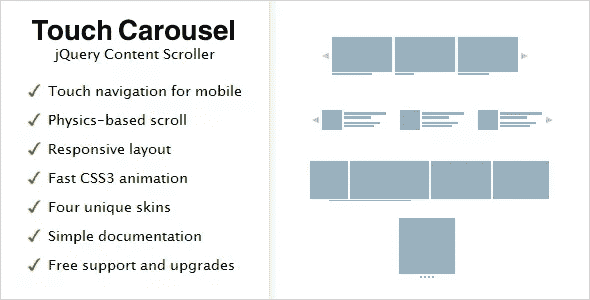 Touch Carousel
jQuery Content Scroller
Touch navigation for mobile
Physics-based scroll
Responsive layout
Fast CSS3 animation
Four unique skins
Simple documentation
Free support and upgrades